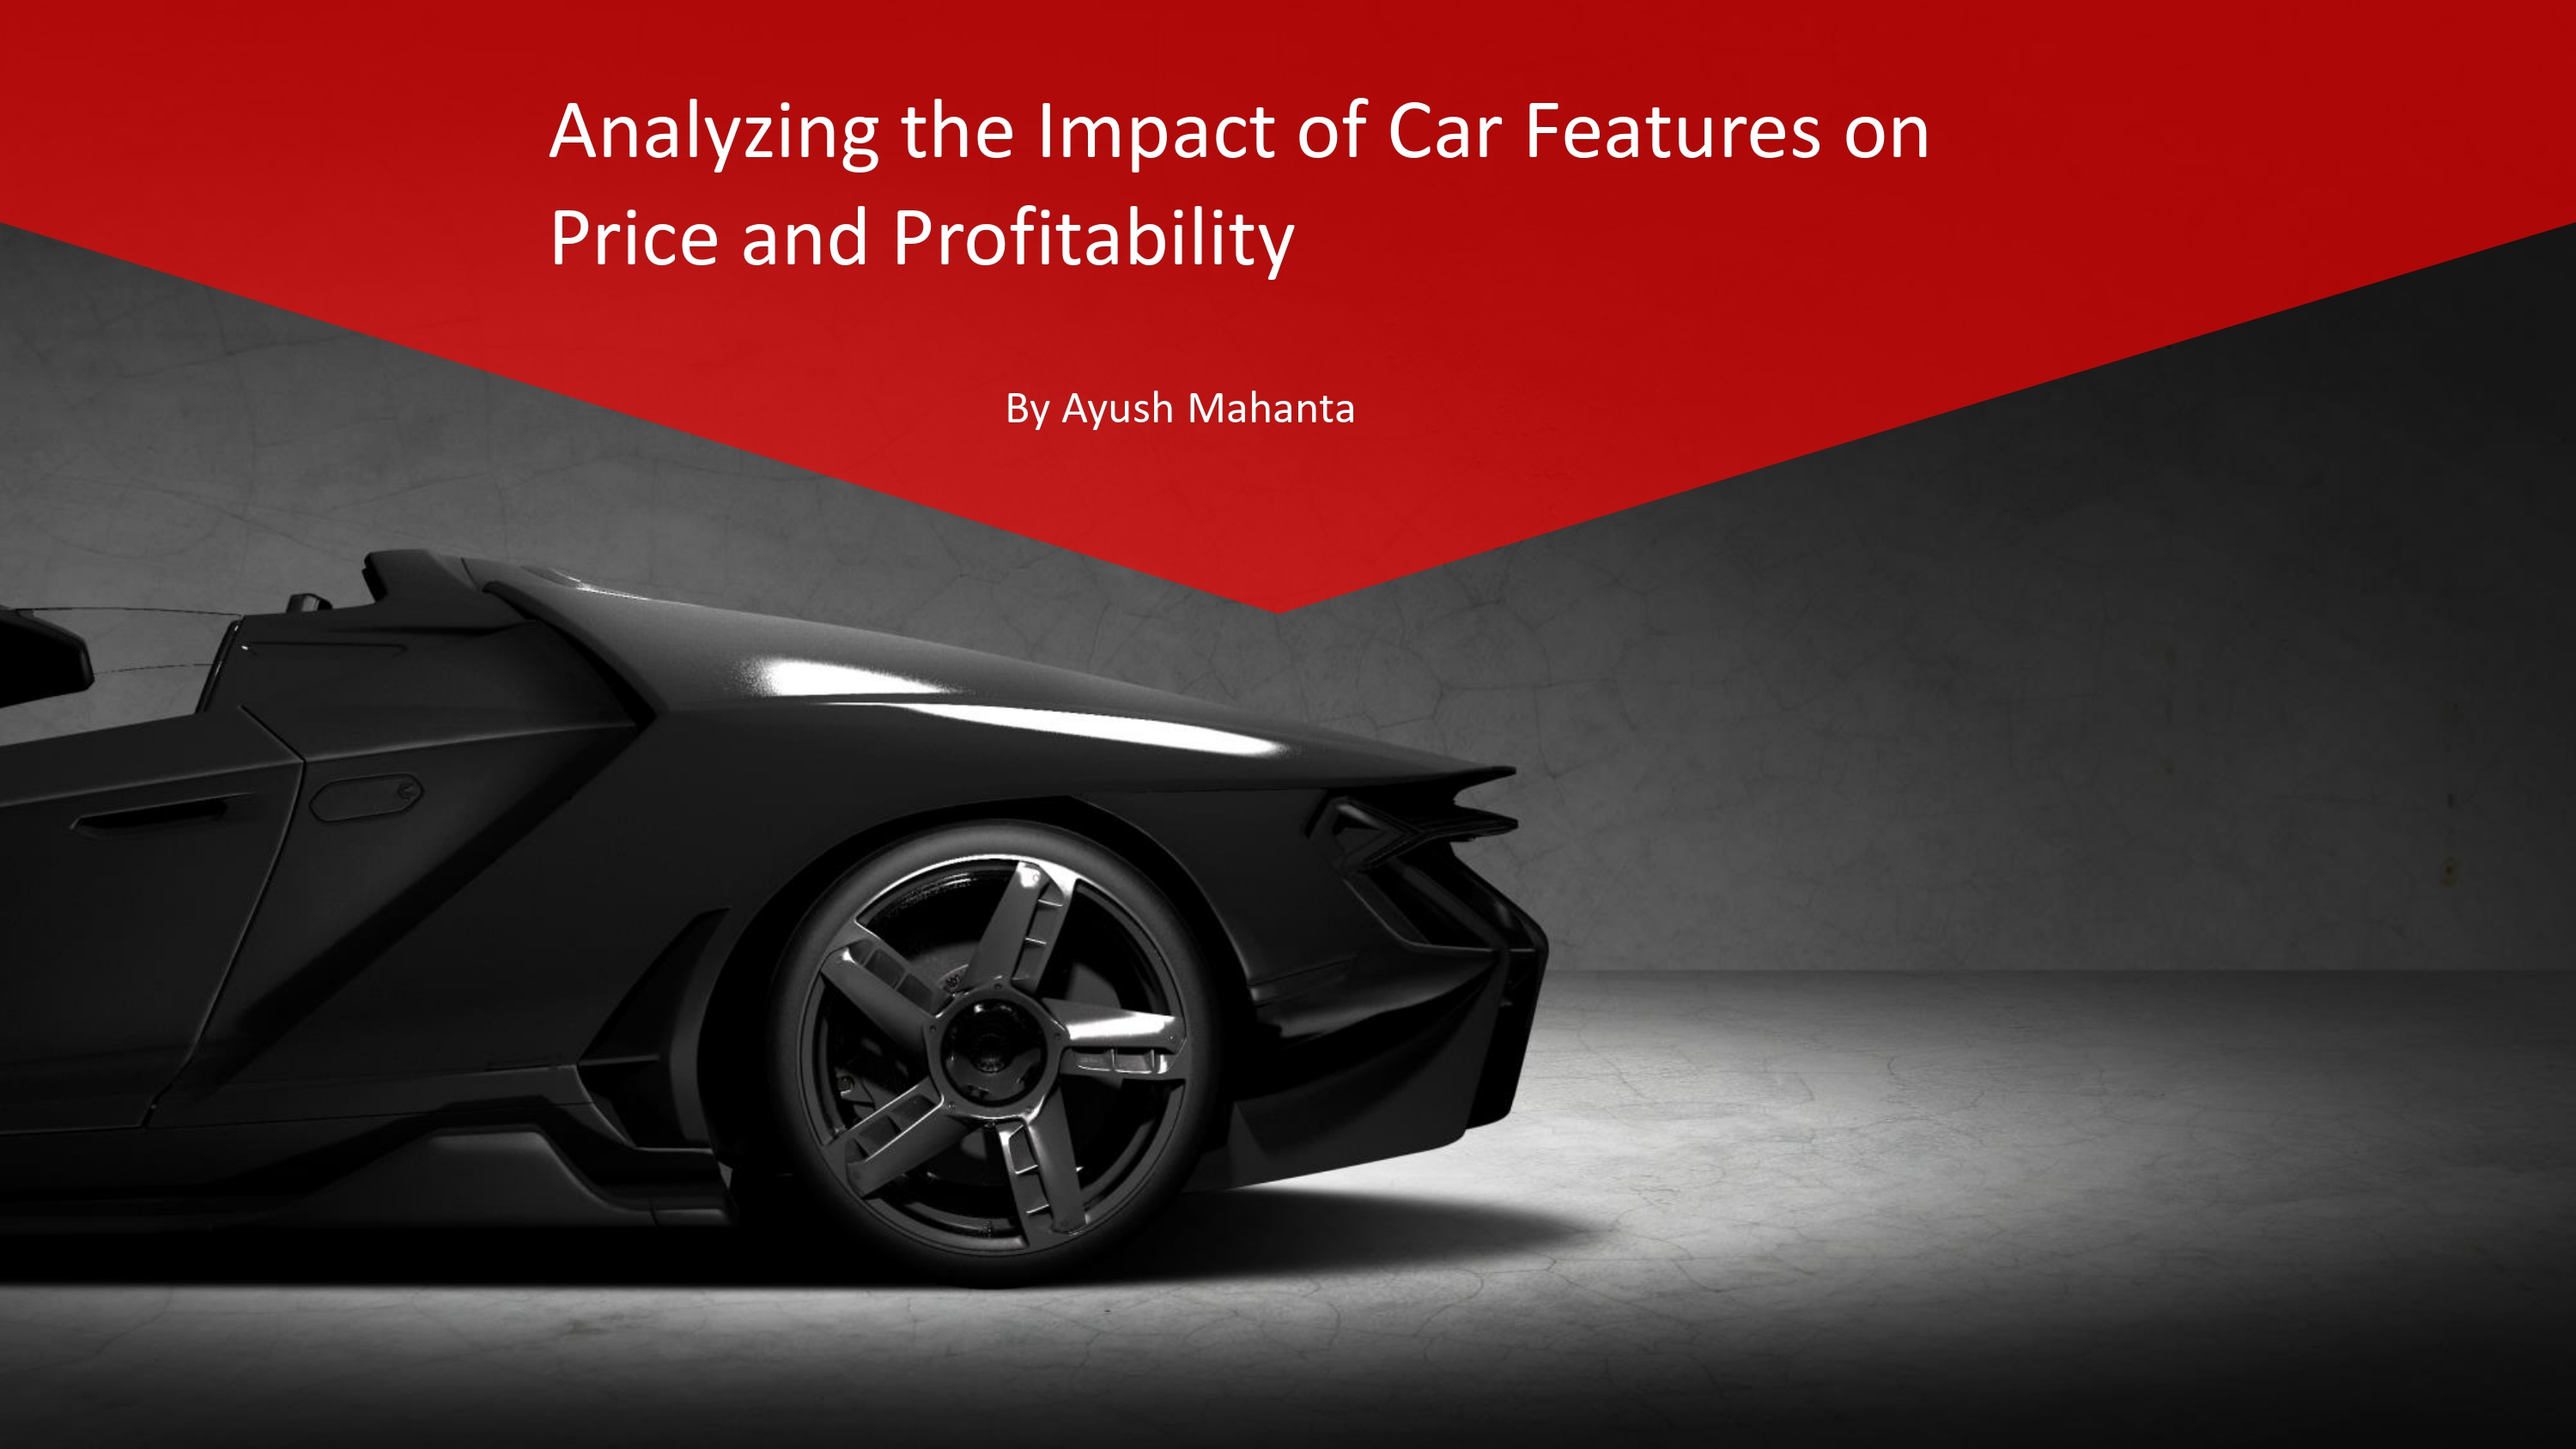 Analyzing the Impact of Car Features on
Price and Profitability
By Ayush Mahanta